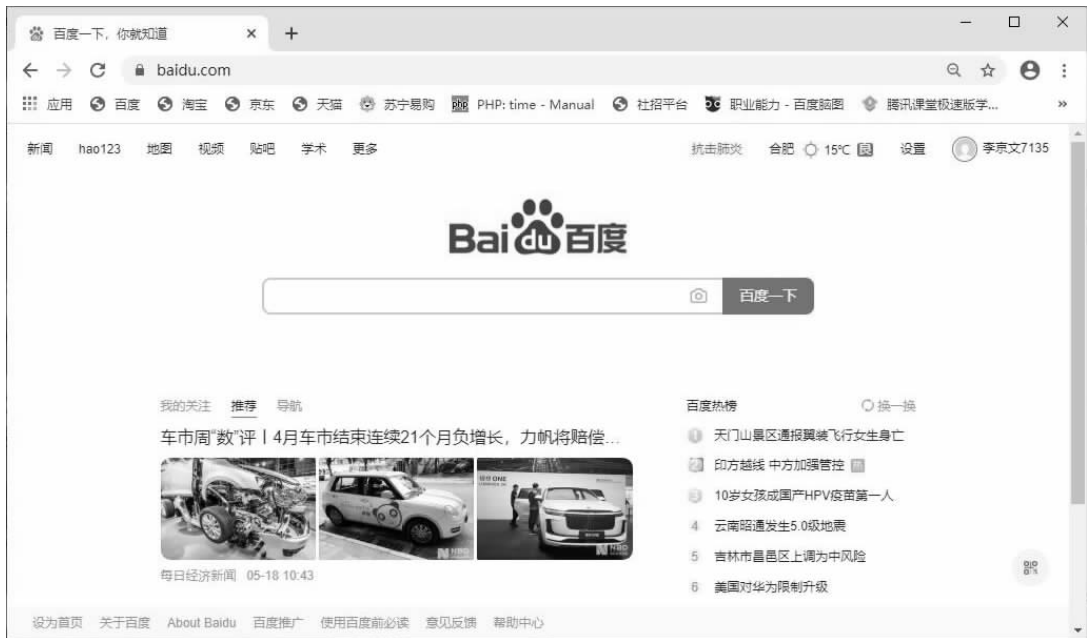 百度一下，你就知道
baidu.com
应用 百度 淘宝 京东 天猫 苏宁易购 php PHP: time - Manual 社招平台 职业能力 - 百度脑图 腾讯课堂极速版学... »
新闻 hao123 地图 视频 贴吧 学术 更多 抗击肺炎 合肥 15℃ 良 设置 李京文7135
Bai du 百度
百度一下
我的关注 推荐 导航
车市周“数”评丨4月车市结束连续21个月负增长，力帆将赔偿...
每日经济新闻 05-18 10:43
百度热榜 换一换
1 天门山景区通报翼装飞行女生身亡
2 印方越线 中方加强管控 热
3 10岁女孩成国产HPV疫苗第一人
4 云南昭通发生5.0级地震
5 吉林市昌邑区上调为中风险
6 美国对华为限制升级
设为首页 关于百度 About Baidu 百度推广 使用百度前必读 意见反馈 帮助中心